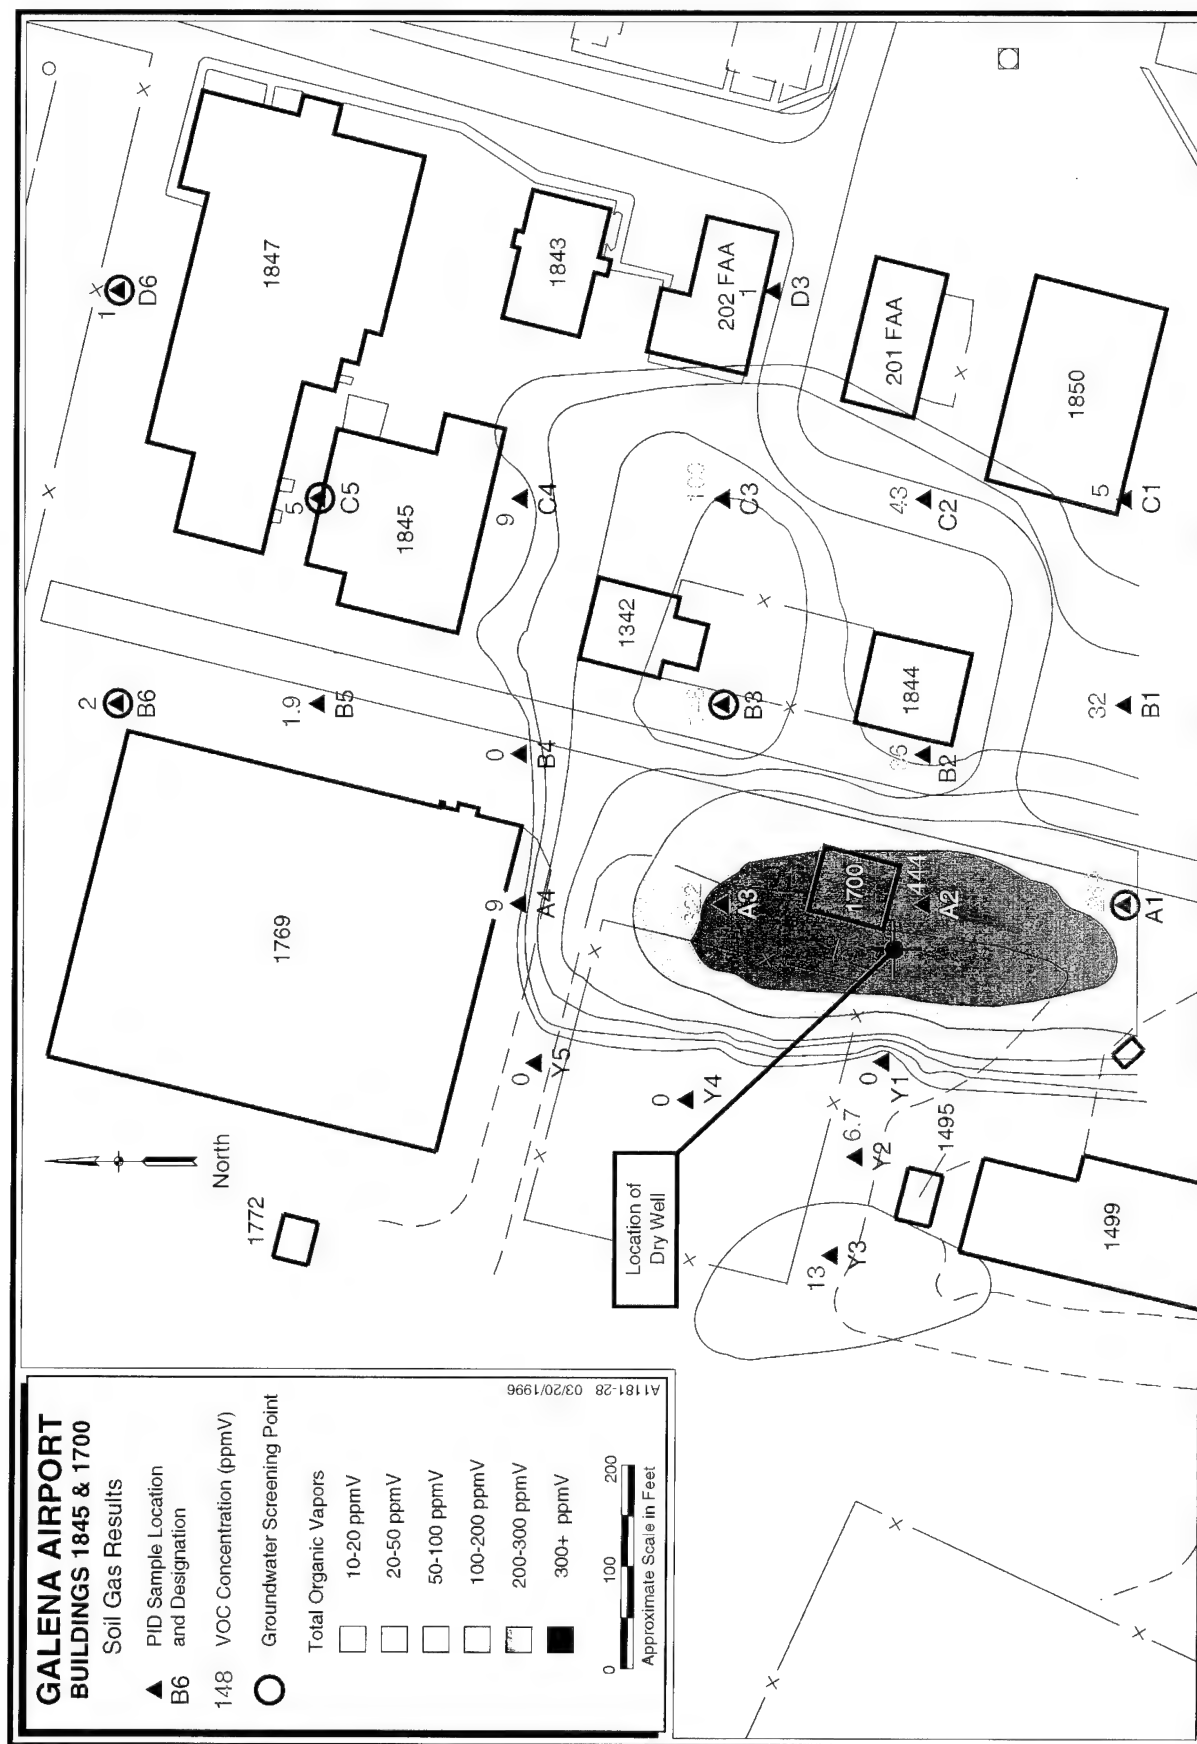 GALENA AIRPORT
BUILDINGS 1845 & 1700
Soil Gas Results
PID Sample Location
and Designation
B6
148 VOC Concentration (ppmV)
Groundwater Screening Point
Total Organic Vapors
10-20 ppmV
20-50 ppmV
50-100 ppmV
100-200 ppmV
200-300 ppmV
300+ ppmV
0 100 200
Approximate Scale in Feet
A1181-28 03/20/1996
North
1772
1769
1847
1845
1843
202 FAA
201 FAA
1850
1342
1844
1700
1495
1499
Location of
Dry Well
1
D6
2
B6
1.9
B5
5
C5
0
B4
9
C4
9
A4
0
Y5
0
Y4
0
Y1
6.7
Y2
13
Y3
A3
444
A2
A1
B3
C3
1
D3
B2
43
C2
32
B1
5
C1